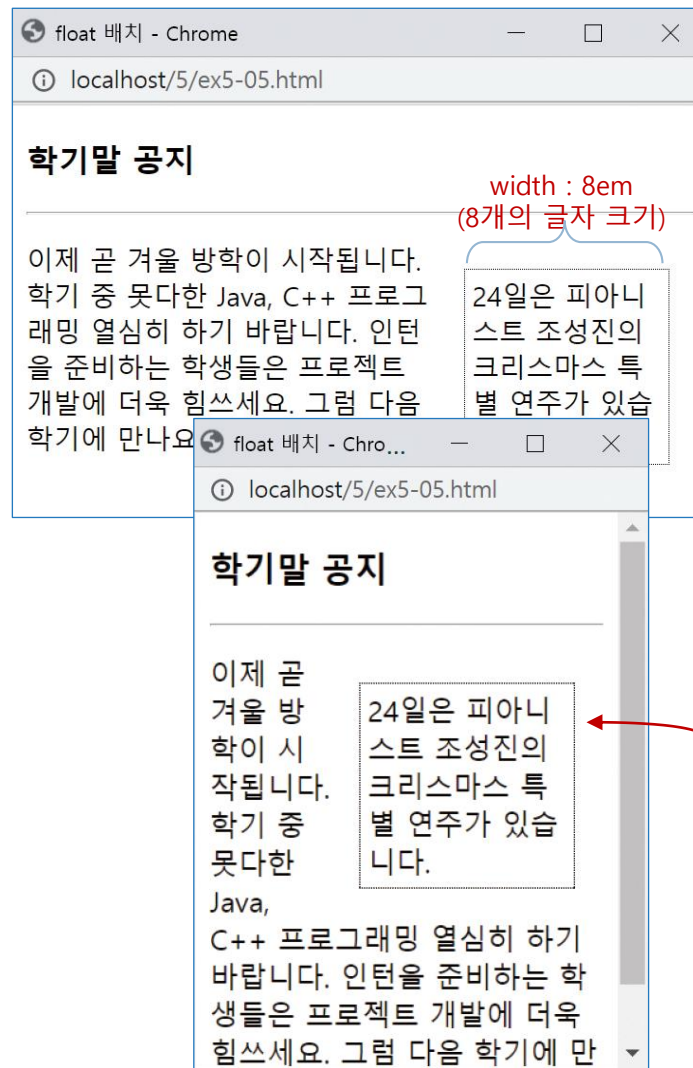 float 배치 - Chrome
localhost/5/ex5-05.html
학기말 공지
width : 8em
(8개의 글자 크기)
이제 곧 겨울 방학이 시작됩니다.
학기 중 못다한 Java, C++ 프로그
래밍 열심히 하기 바랍니다. 인턴
을 준비하는 학생들은 프로젝트
개발에 더욱 힘쓰세요. 그럼 다음
학기에 만나요
24일은 피아니
스트 조성진의
크리스마스 특
별 연주가 있습
float 배치 - Chro...
localhost/5/ex5-05.html
학기말 공지
이제 곧
겨울 방
학이 시
작됩니다.
학기 중
못다한
Java,
C++ 프로그래밍 열심히 하기
바랍니다. 인턴을 준비하는 학
생들은 프로젝트 개발에 더욱
힘쓰세요. 그럼 다음 학기에 만
24일은 피아니
스트 조성진의
크리스마스 특
별 연주가 있습
니다.